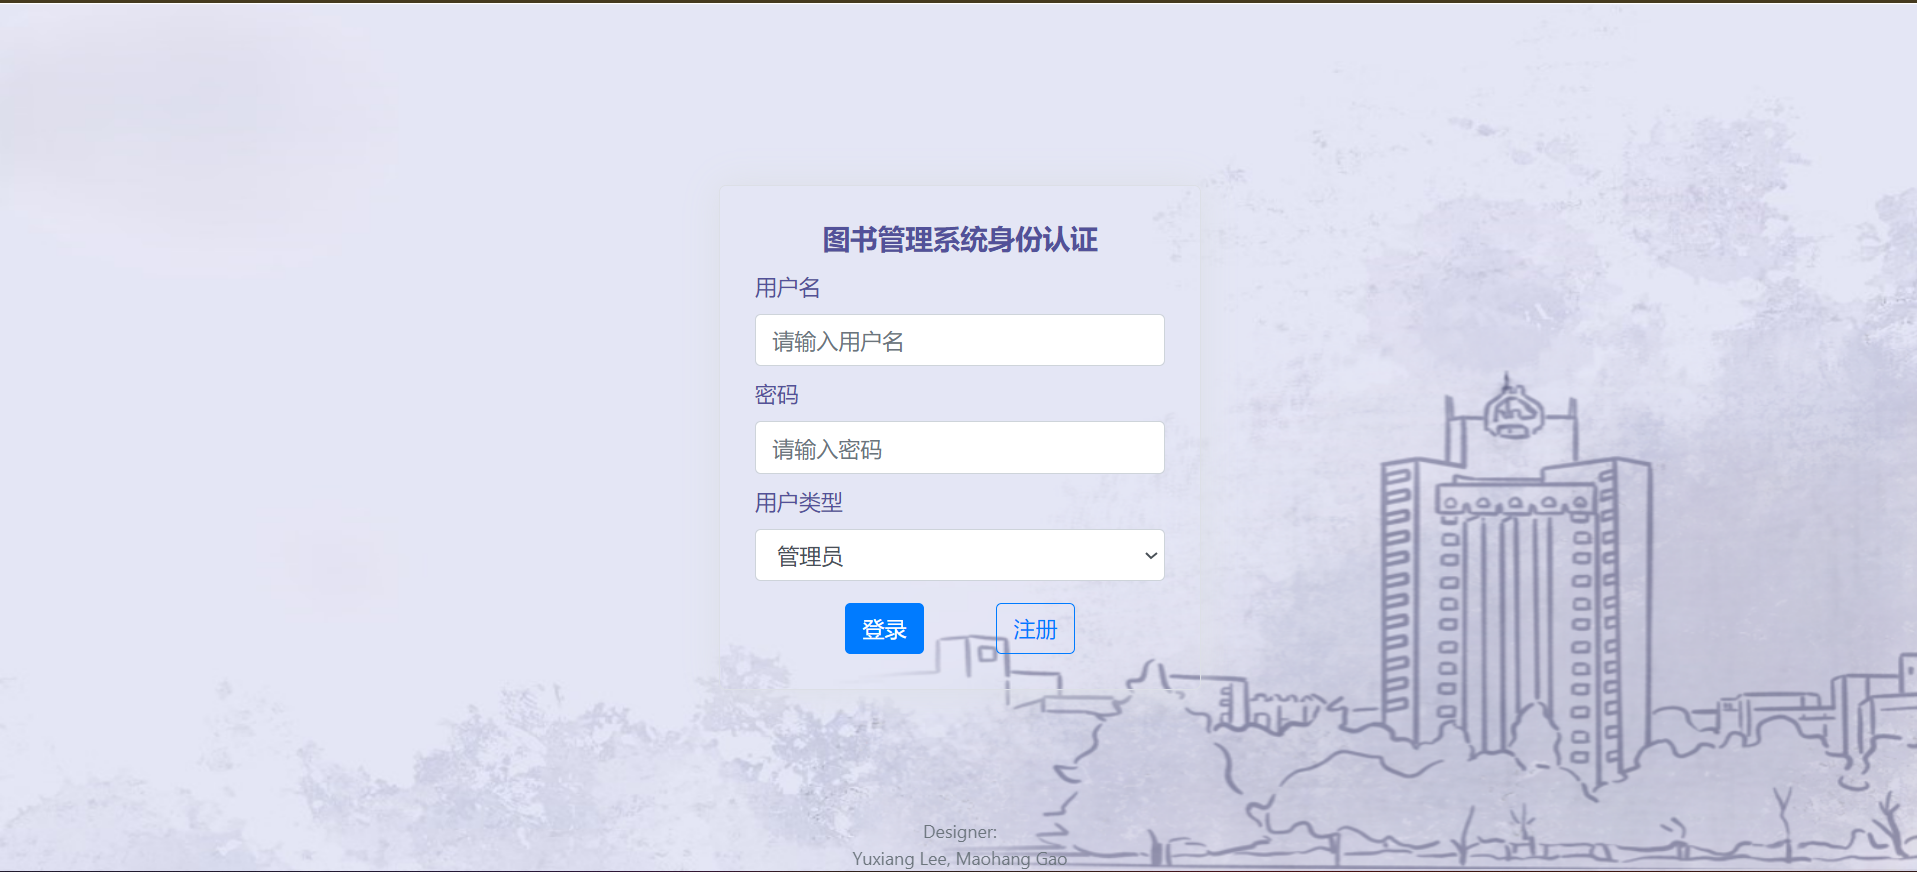 图书管理系统身份认证
用户名
请输入用户名
密码
请输入密码
用户类型
管理员
登录 注册
Designer:
Yuxiang Lee, Maohang Gao